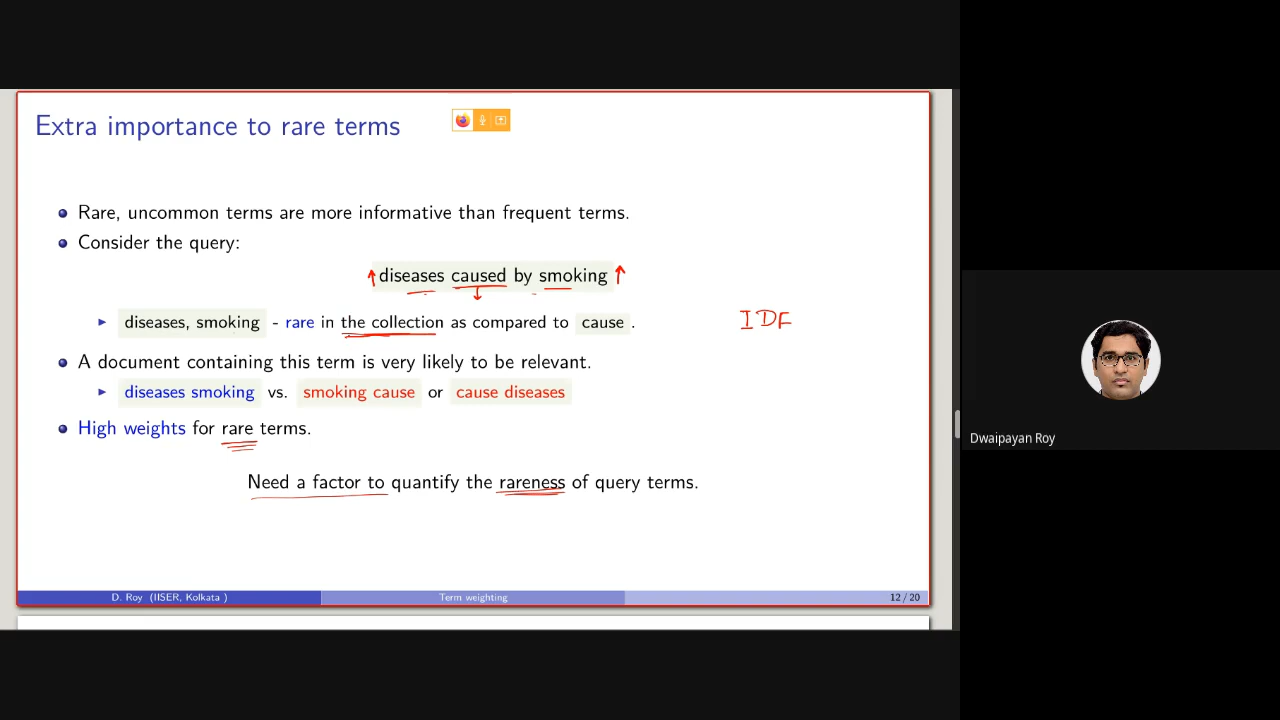 Extra importance to rare terms
Rare, uncommon terms are more informative than frequent terms.
Consider the query:
diseases caused by smoking
diseases, smoking - rare in the collection as compared to cause .
IDF
A document containing this term is very likely to be relevant.
diseases smoking vs. smoking cause or cause diseases
High weights for rare terms.
Need a factor to quantify the rareness of query terms.
D. Roy (IISER, Kolkata ) Term weighting 12 / 20
Dwaipayan Roy